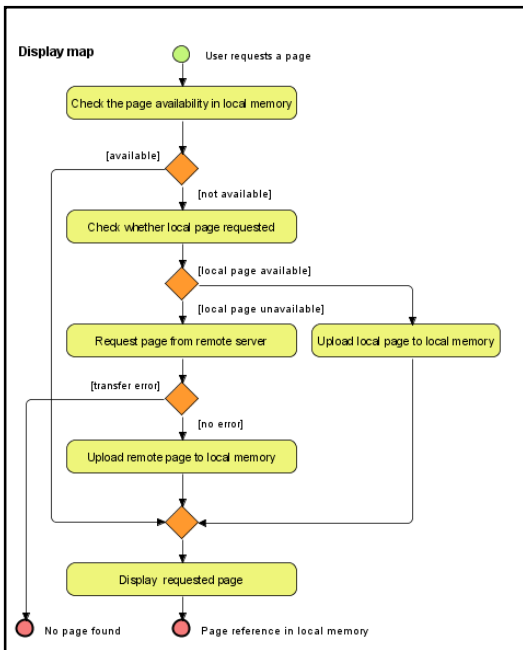 Display map
User requests a page
Check the page availability in local memory
[available]
[not available]
Check whether local page requested
[local page available]
[local page unavailable]
Request page from remote server
Upload local page to local memory
[transfer error]
[no error]
Upload remote page to local memory
Display requested page
No page found
Page reference in local memory